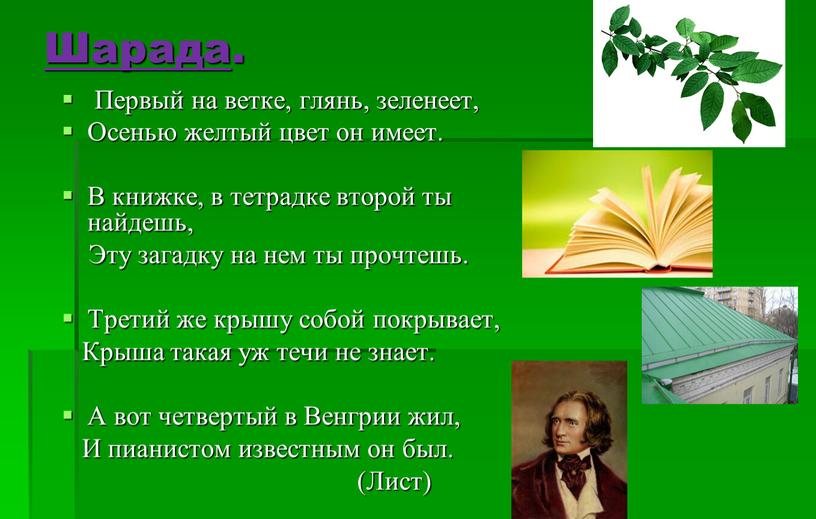 Шарада.
Первый на ветке, глянь, зеленеет,
Осенью желтый цвет он имеет.
В книжке, в тетрадке второй ты
найдешь,
Эту загадку на нем ты прочтешь.
Третий же крышу собой покрывает,
Крыша такая уж течи не знает.
А вот четвертый в Венгрии жил,
И пианистом известным он был.
(Лист)